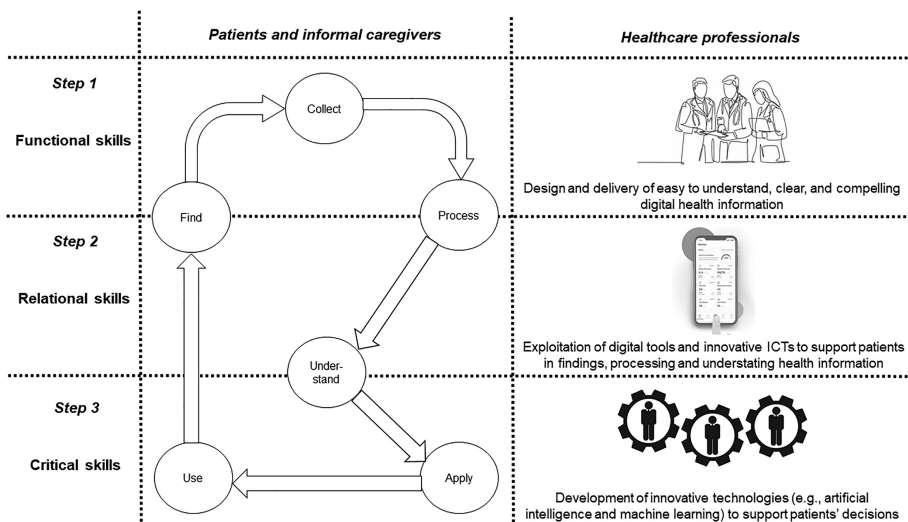 Patients and informal caregivers
Healthcare professionals
Step 1
Functional skills
Collect
Find
Process
Design and delivery of easy to understand, clear, and compelling
digital health information
Step 2
Relational skills
Under-
stand
Exploitation of digital tools and innovative ICTs to support patients
in findings, processing and understating health information
Step 3
Critical skills
Use
Apply
Development of innovative technologies (e.g., artificial
intelligence and machine learning) to support patients' decisions